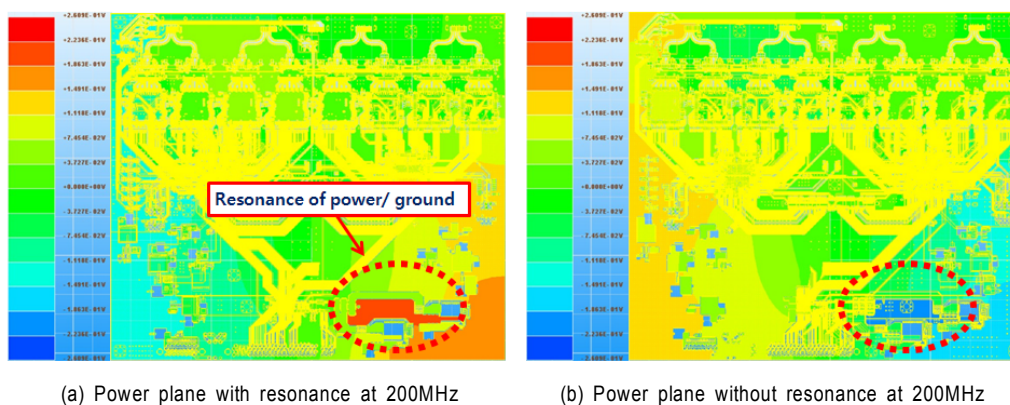 +2.609E-01V
+2.236E-01V
+1.863E-01V
+1.491E-01V
+1.118E-01V
+7.454E-02V
+3.727E-02V
+0.000E+00V
-3.727E-02V
-7.454E-02V
-1.118E-01V
-1.491E-01V
-1.863E-01V
-2.236E-01V
-2.609E-01V
Resonance of power/ ground
+2.609E-01V
+2.236E-01V
+1.863E-01V
+1.491E-01V
+1.118E-01V
+7.454E-02V
+3.727E-02V
+0.000E+00V
-3.727E-02V
-7.454E-02V
-1.118E-01V
-1.491E-01V
-1.863E-01V
-2.236E-01V
-2.609E-01V
(a) Power plane with resonance at 200MHz
(b) Power plane without resonance at 200MHz